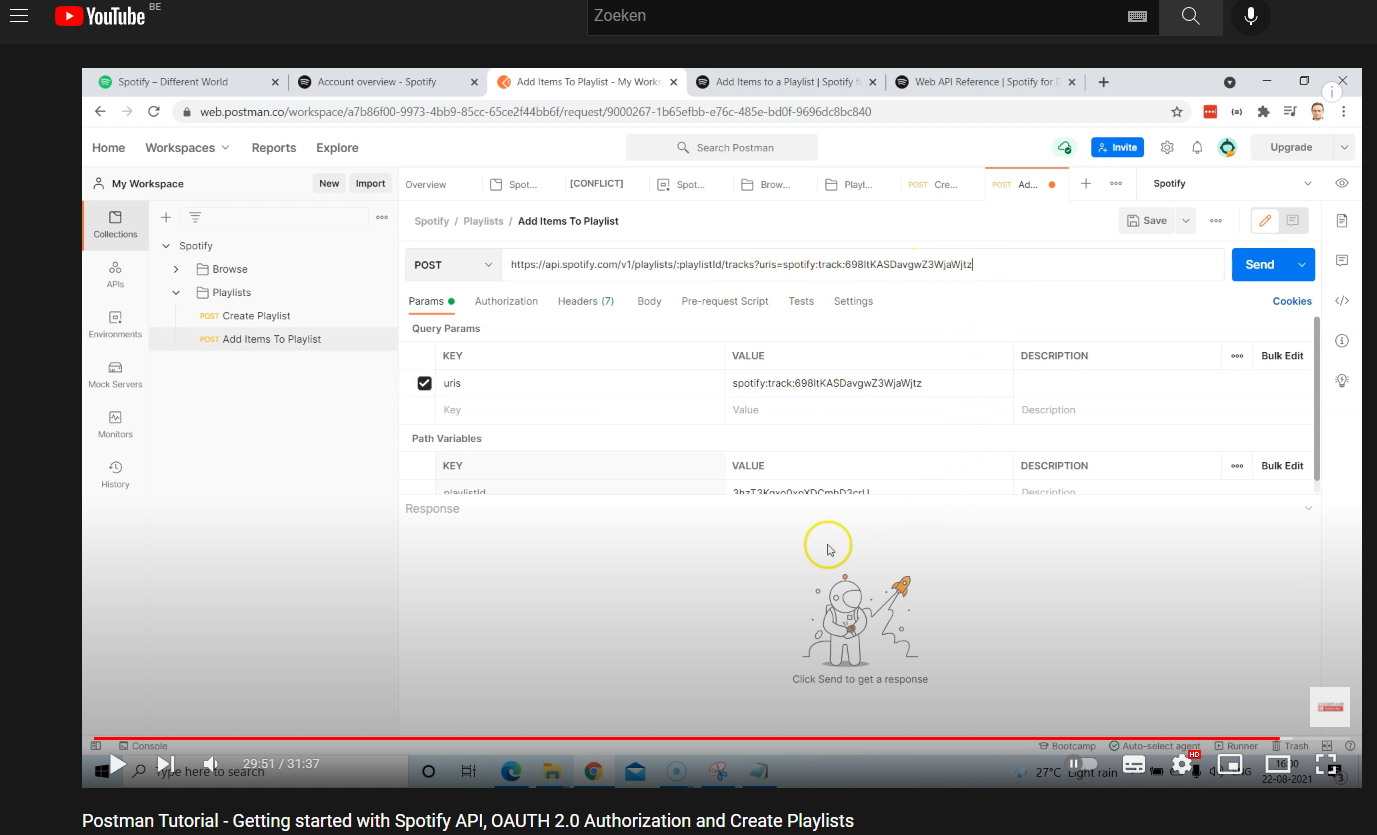 YouTube BE
Zoeken
Spotify – Different World
Account overview - Spotify
Add Items To Playlist - My Works
Add Items to a Playlist | Spotify f
Web API Reference | Spotify for D
web.postman.co/workspace/a7b86f00-9973-4bb9-85cc-65ce2f44bb6f/request/9000267-1b65efbb-e76c-485e-bd0f-9696dc8bc840
Home Workspaces Reports Explore
Search Postman
Invite
Upgrade
My Workspace
New Import
Overview
Spot...
[CONFLICT]
Spot...
Brow...
Playl...
POST Cre...
POST Ad...
Spotify
Collections
APIs
Environments
Mock Servers
Monitors
History
Spotify
Browse
Playlists
POST Create Playlist
POST Add Items To Playlist
Spotify / Playlists / Add Items To Playlist
Save
POST
https://api.spotify.com/v1/playlists/:playlistId/tracks?uris=spotify:track:698ItKASDavgwZ3WjaWjtz
Send
Params Authorization Headers (7) Body Pre-request Script Tests Settings
Cookies
Query Params
KEY VALUE DESCRIPTION Bulk Edit
uris spotify:track:698ItKASDavgwZ3WjaWjtz
Key Value Description
Path Variables
KEY VALUE DESCRIPTION Bulk Edit
playlistId Description
Response
Click Send to get a response
Console
Bootcamp Auto-select agent Runner Trash
29:51 / 31:37
Type here to search
27°C Light rain
HD
16:00
22-08-2021
3
Postman Tutorial - Getting started with Spotify API, OAUTH 2.0 Authorization and Create Playlists